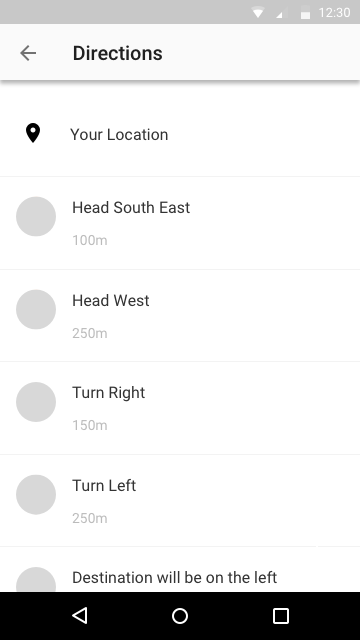 12:30
Directions
Your Location
Head South East
100m
Head West
250m
Turn Right
150m
Turn Left
250m
Destination will be on the left